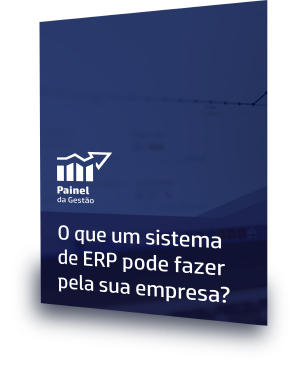 Painel
da Gestão
O que um sistema
de ERP pode fazer
pela sua empresa?